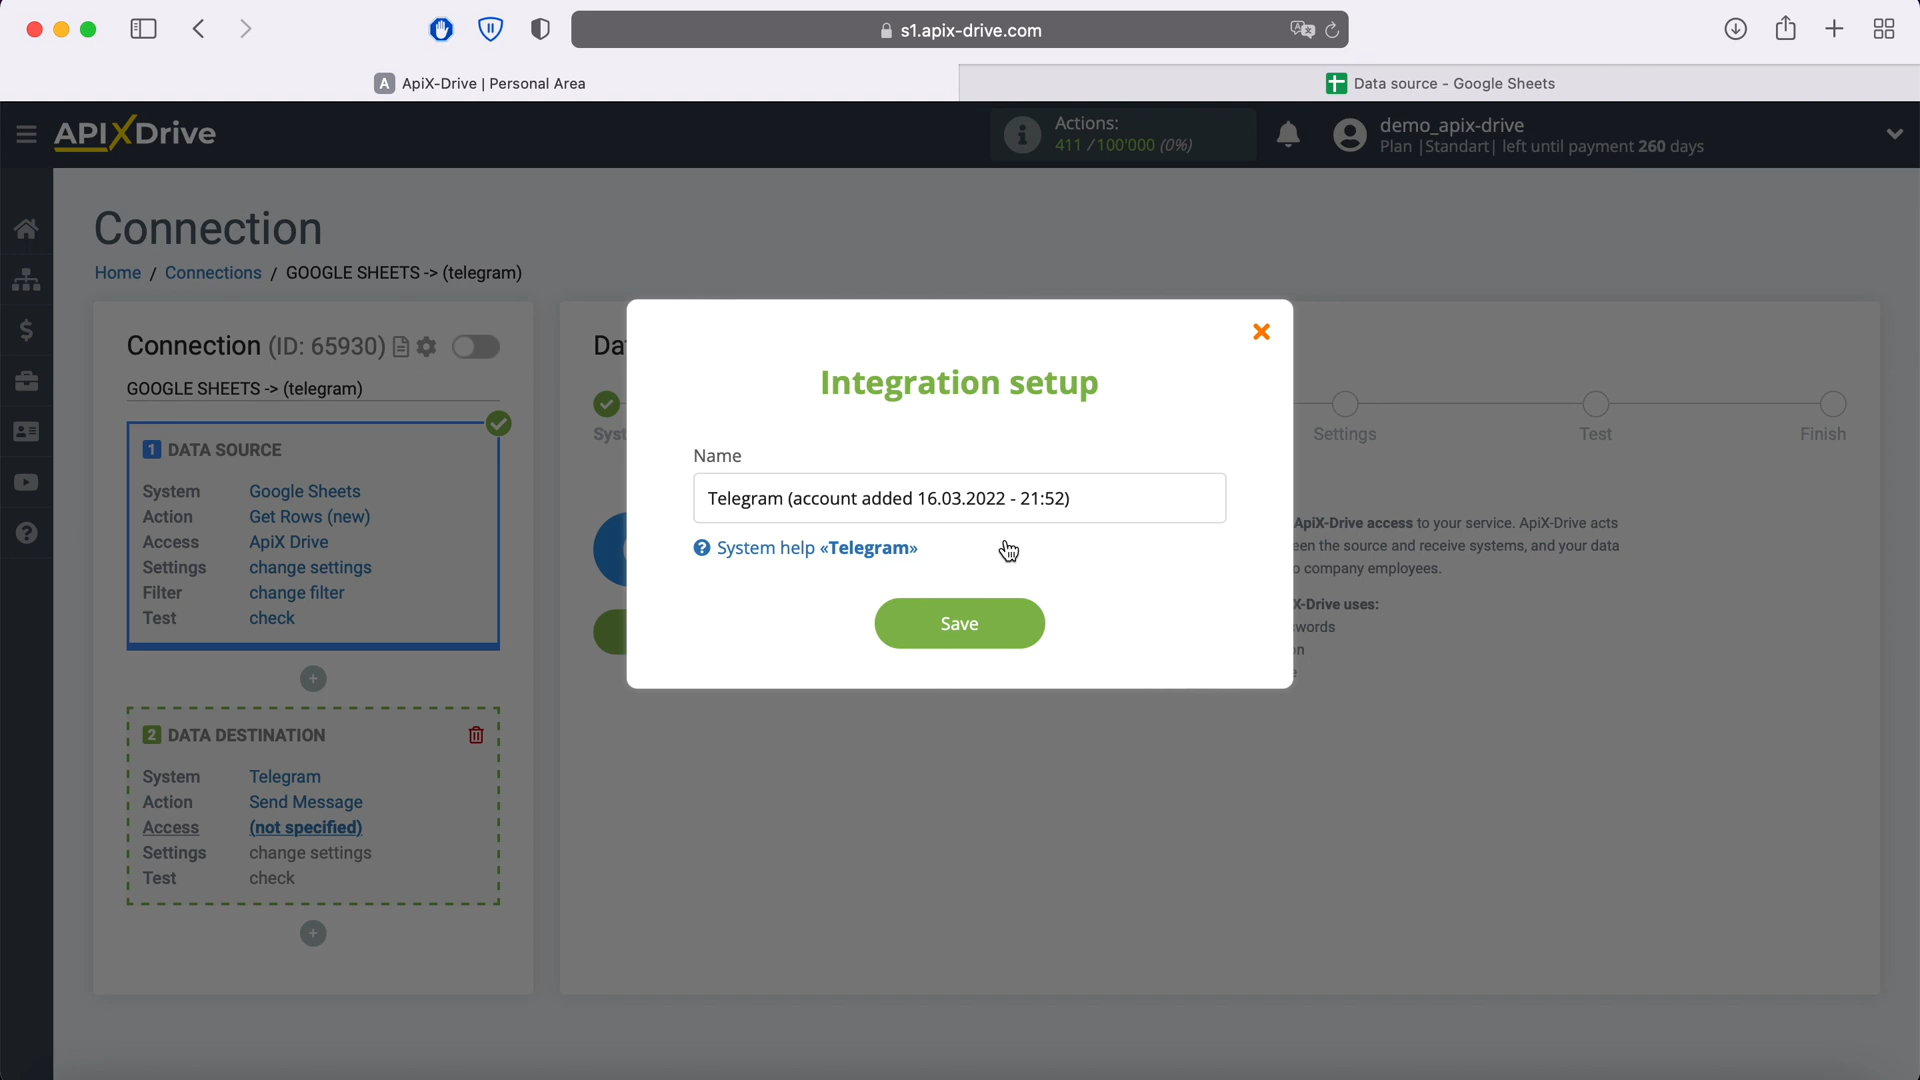 s1.apix-drive.com
A ApiX-Drive | Personal Area
Data source - Google Sheets
APIXDrive
Actions:
411 /100'000 (0%)
demo_apix-drive
Plan |Standart| left until payment 260 days
Connection
Home / Connections / GOOGLE SHEETS -> (telegram)
Connection (ID: 65930)
GOOGLE SHEETS -> (telegram)
1 DATA SOURCE
System Google Sheets
Action Get Rows (new)
Access ApiX Drive
Settings change settings
Filter change filter
Test check
2 DATA DESTINATION
System Telegram
Action Send Message
Access (not specified)
Settings change settings
Test check
Settings
Test
Finish
ApiX-Drive access to your service. ApiX-Drive acts
the source and receive systems, and your data
company employees.
X-Drive uses:
Integration setup
Name
Telegram (account added 16.03.2022 - 21:52)
? System help «Telegram»
Save